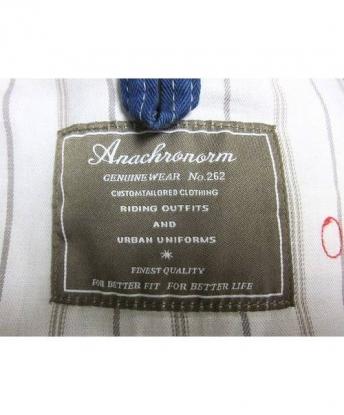 Anachronorm
GENUINE WEAR No.262
CUSTOMTAILORED CLOTHING
RIDING OUTFITS
AND
URBAN UNIFORMS
FINEST QUALITY
FOR BETTER FIT FOR BETTER LIFE